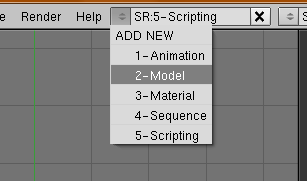 e Render Help SR:5-Scripting
ADD NEW
1-Animation
2-Model
3-Material
4-Sequence
5-Scripting